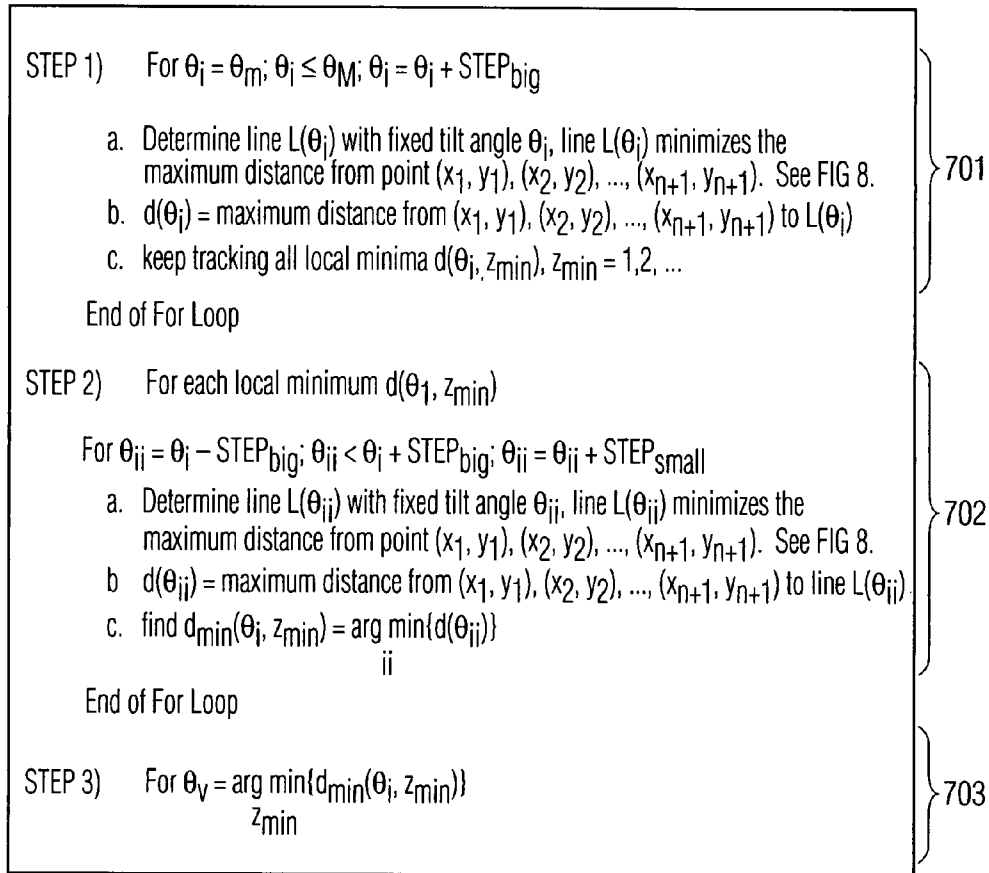 STEP 1) For θi = θm; θi ≤ θM; θi = θi + STEPbig
a. Determine line L(θi) with fixed tilt angle θi, line L(θi) minimizes the
maximum distance from point (x1, y1), (x2, y2), ..., (xn+1, yn+1). See FIG 8.
b. d(θi) = maximum distance from (x1, y1), (x2, y2), ..., (xn+1, yn+1) to L(θi)
c. keep tracking all local minima d(θi, zmin), zmin = 1,2, ...
End of For Loop
701
STEP 2) For each local minimum d(θ1, zmin)
For θii = θi – STEPbig; θii < θi + STEPbig; θii = θii + STEPsmall
a. Determine line L(θii) with fixed tilt angle θii, line L(θii) minimizes the
maximum distance from point (x1, y1), (x2, y2), ..., (xn+1, yn+1). See FIG 8.
b d(θii) = maximum distance from (x1, y1), (x2, y2), ..., (xn+1, yn+1) to line L(θii)
c. find dmin(θi, zmin) = arg min{d(θii)}
ii
End of For Loop
702
STEP 3) For θv = arg min{dmin(θi, zmin)}
zmin
703